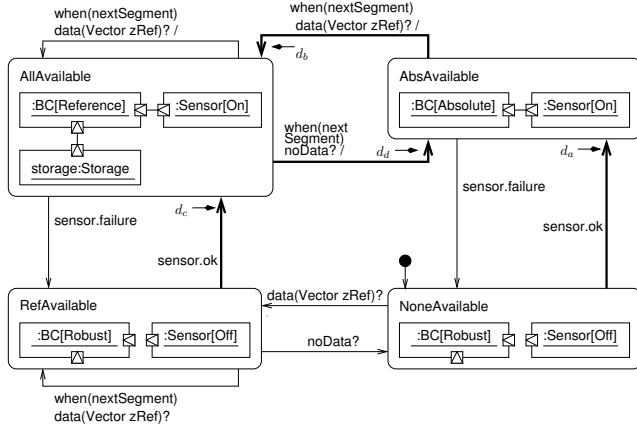 when(nextSegment)
data(Vector zRef)? /
when(nextSegment)
data(Vector zRef)? /
d_b
AllAvailable
:BC[Reference]
:Sensor[On]
storage:Storage
AbsAvailable
:BC[Absolute]
:Sensor[On]
when(next
Segment)
noData? /
d_d
d_a
sensor.failure
d_c
sensor.ok
sensor.failure
sensor.ok
RefAvailable
:BC[Robust]
:Sensor[Off]
data(Vector zRef)?
noData?
NoneAvailable
:BC[Robust]
:Sensor[Off]
when(nextSegment)
data(Vector zRef)?